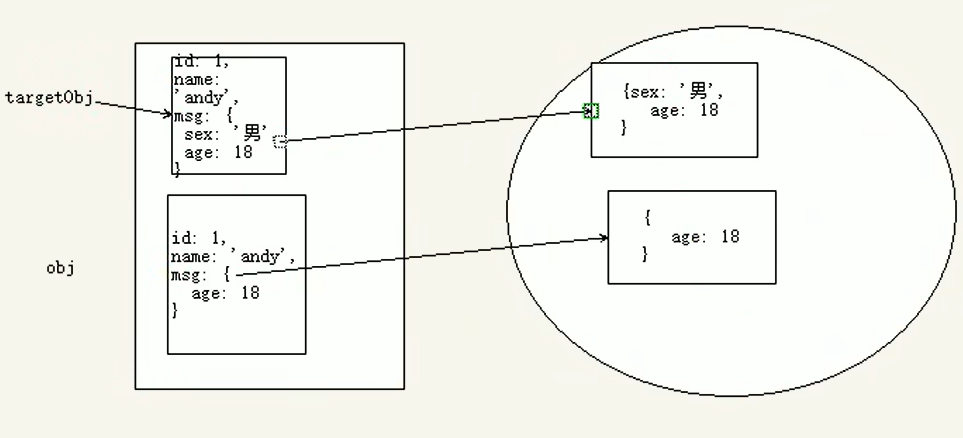 targetObj
id: 1,
name:
'andy',
msg: {
sex: '男'
age: 18
}
{sex: '男',
age: 18
}
obj
id: 1,
name: 'andy',
msg: {
age: 18
}
{
age: 18
}